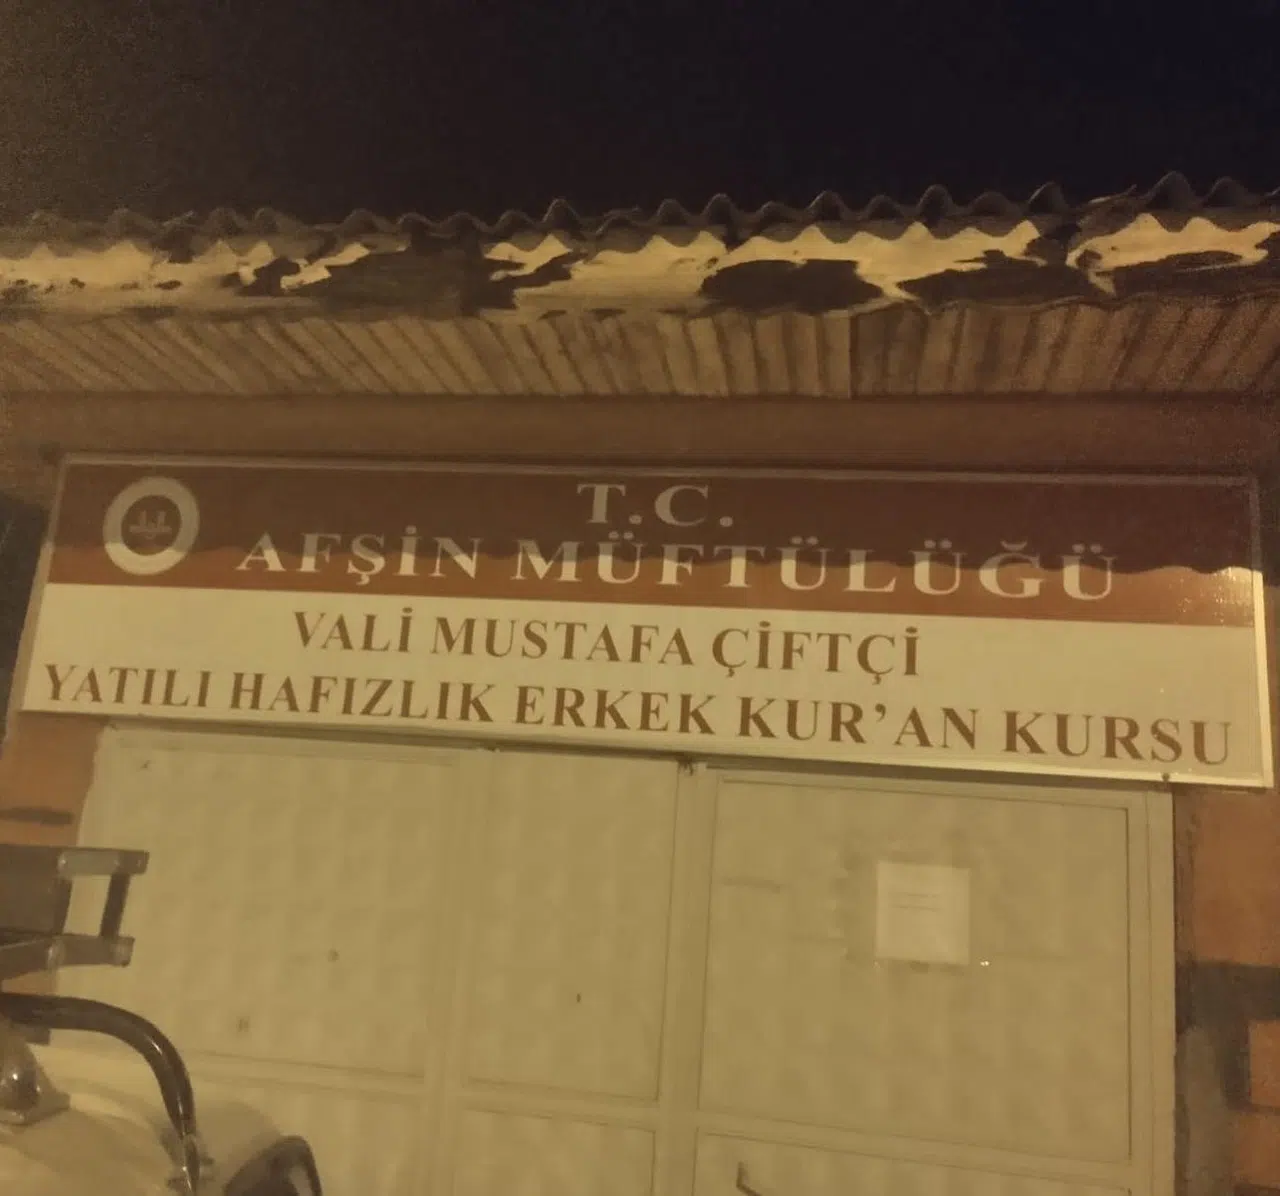 T.C.
AFŞİN MÜFTÜLÜĞÜ
VALİ MUSTAFA ÇİFTÇİ
YATILI HAFIZLIK ERKEK KUR'AN KURSU